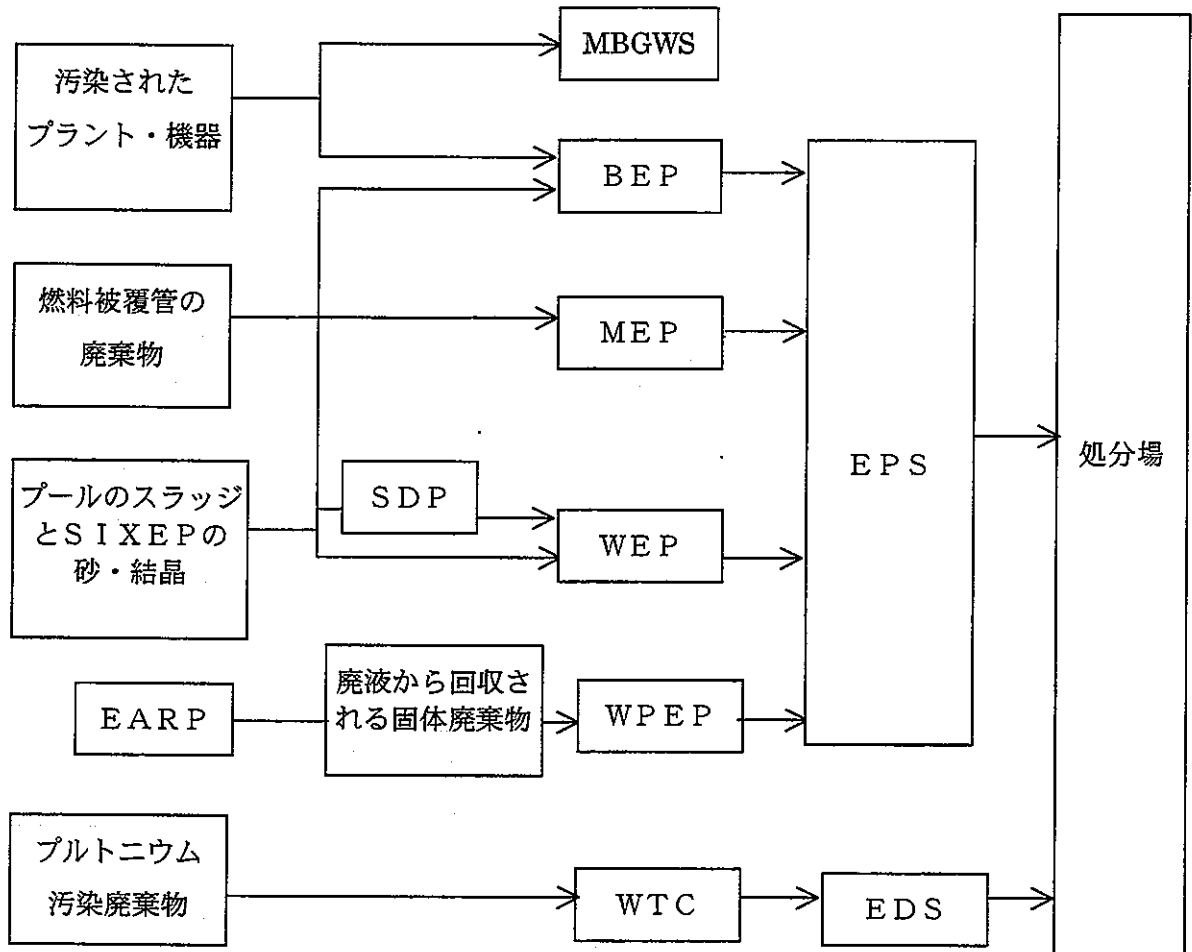 MBGWS
汚染された
プラント・機器
ＢＥＰ
燃料被覆管の
廃棄物
ＭＥＰ
ＥＰＳ
処分場
プールのスラッジ
とＳＩＸＥＰの
砂・結晶
ＳＤＰ
ＷＥＰ
ＥＡＲＰ
廃液から回収さ
れる固体廃棄物
ＷＰＥＰ
プルトニウム
汚染廃棄物
ＷＴＣ
ＥＤＳ